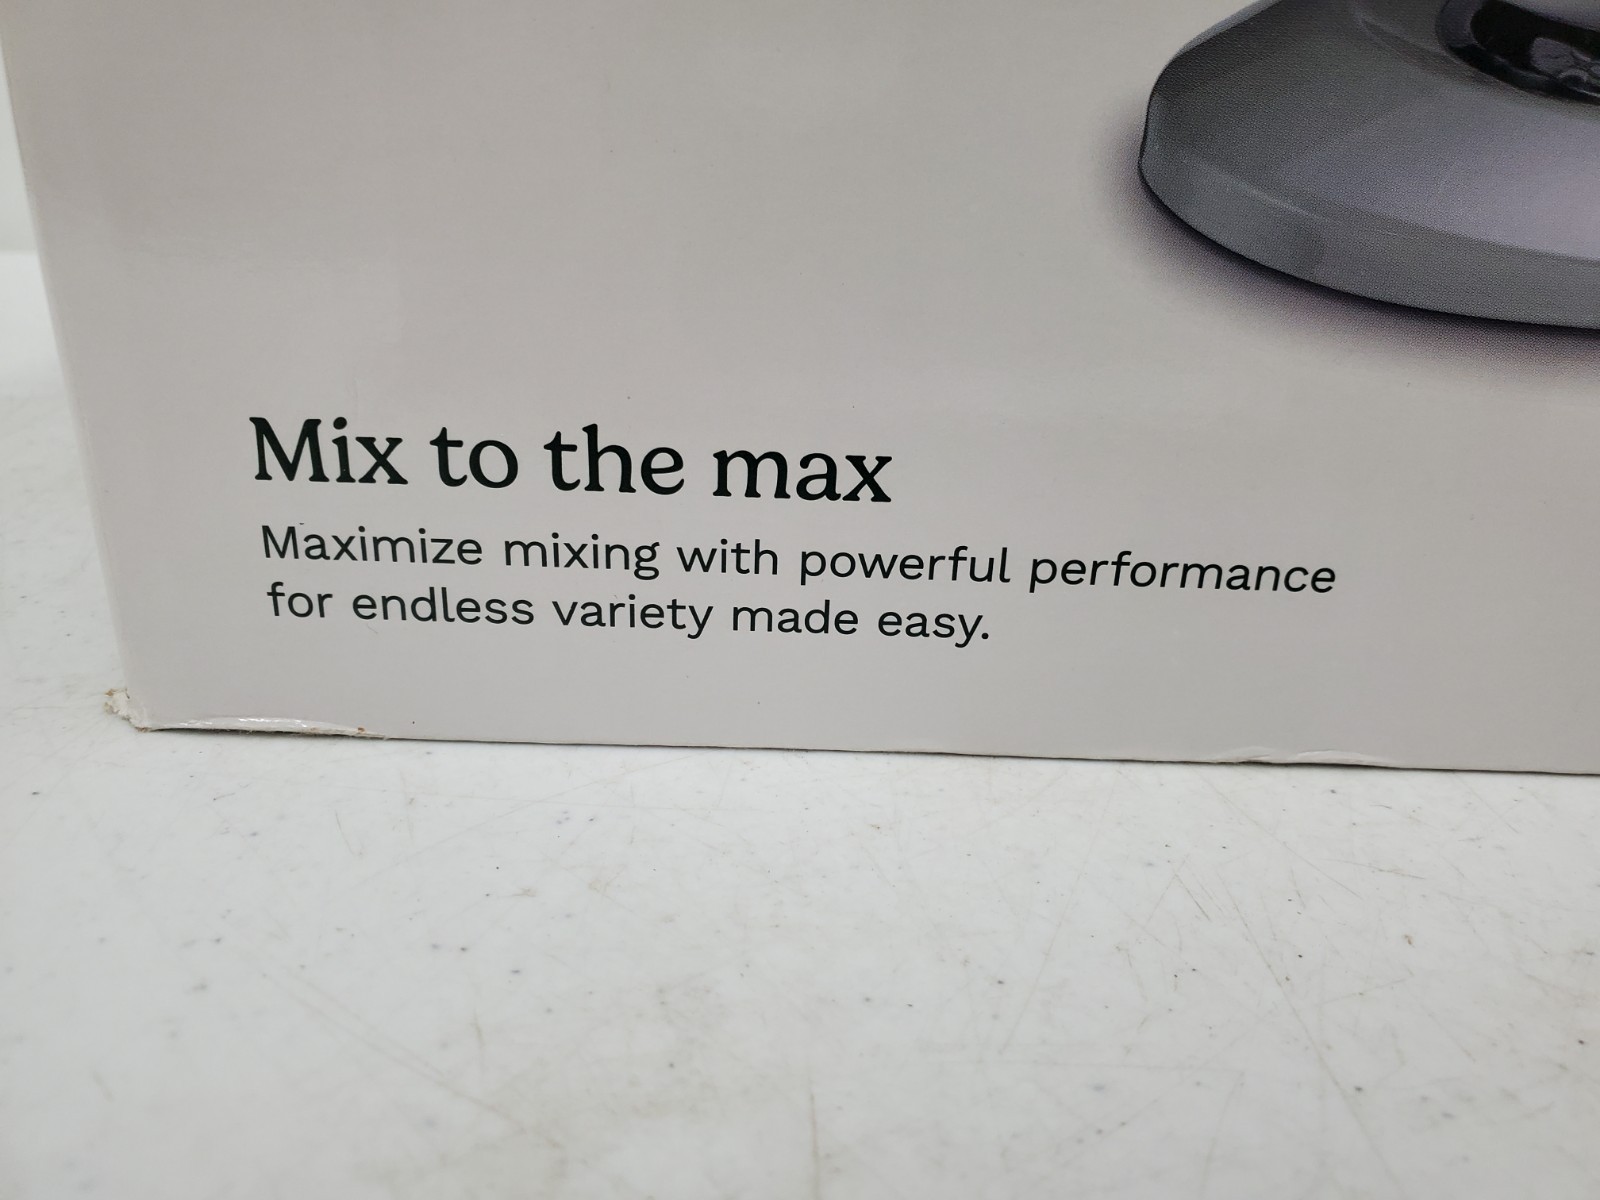 Mix to the max
Maximize mixing with powerful performance
for endless variety made easy.